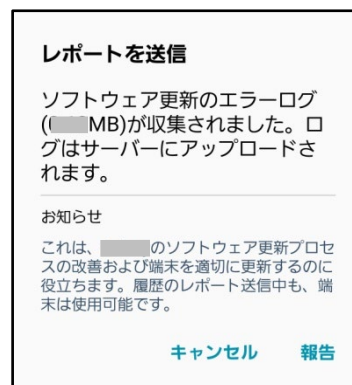 レポートを送信
ソフトウェア更新のエラーログ
( MB)が収集されました。ロ
グはサーバーにアップロードさ
れます。
お知らせ
これは、 のソフトウェア更新プロセ
スの改善および端末を適切に更新するのに
役立ちます。履歴のレポート送信中も、端
末は使用可能です。
キャンセル 報告